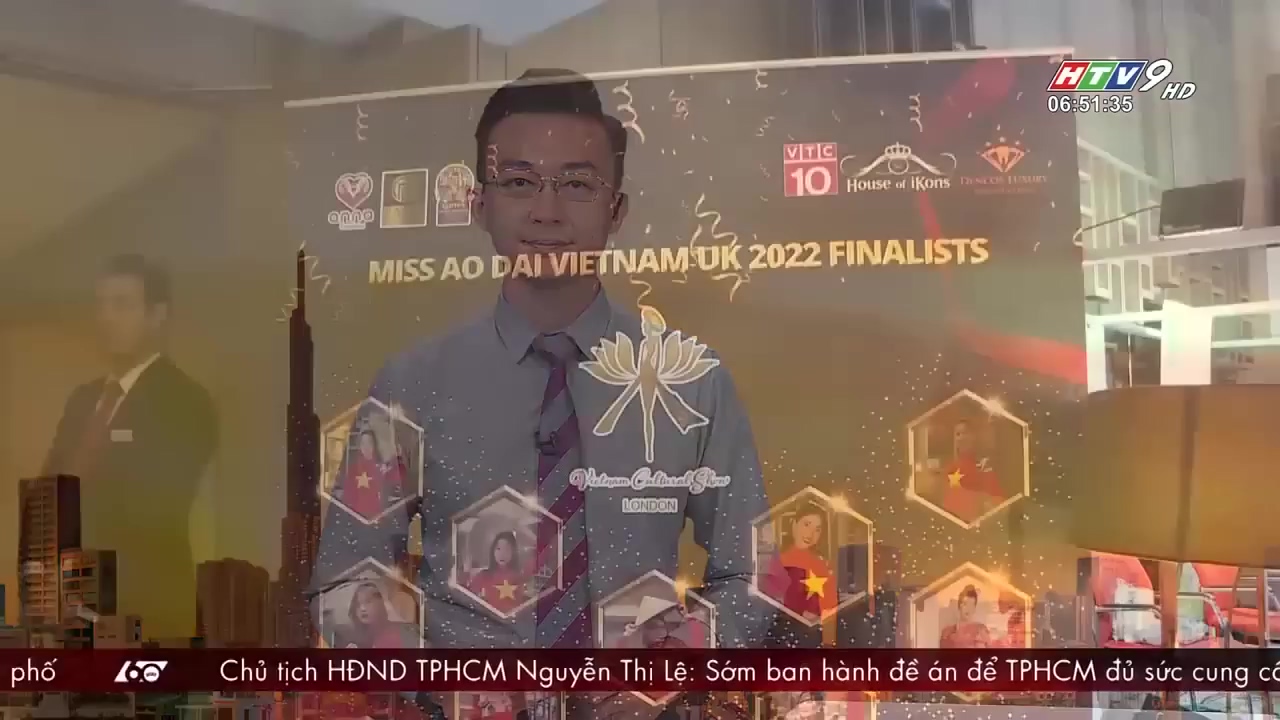 HTV9 HD
06:51:35
anna
VTC
10
House of iKons
MISS AO DAI VIETNAM UK 2022 FINALISTS
Vietnam Cultural Show
LONDON
phố
60
Chủ tịch HĐND TPHCM Nguyễn Thị Lệ: Sớm ban hành đề án để TPHCM đủ sức cung cấ